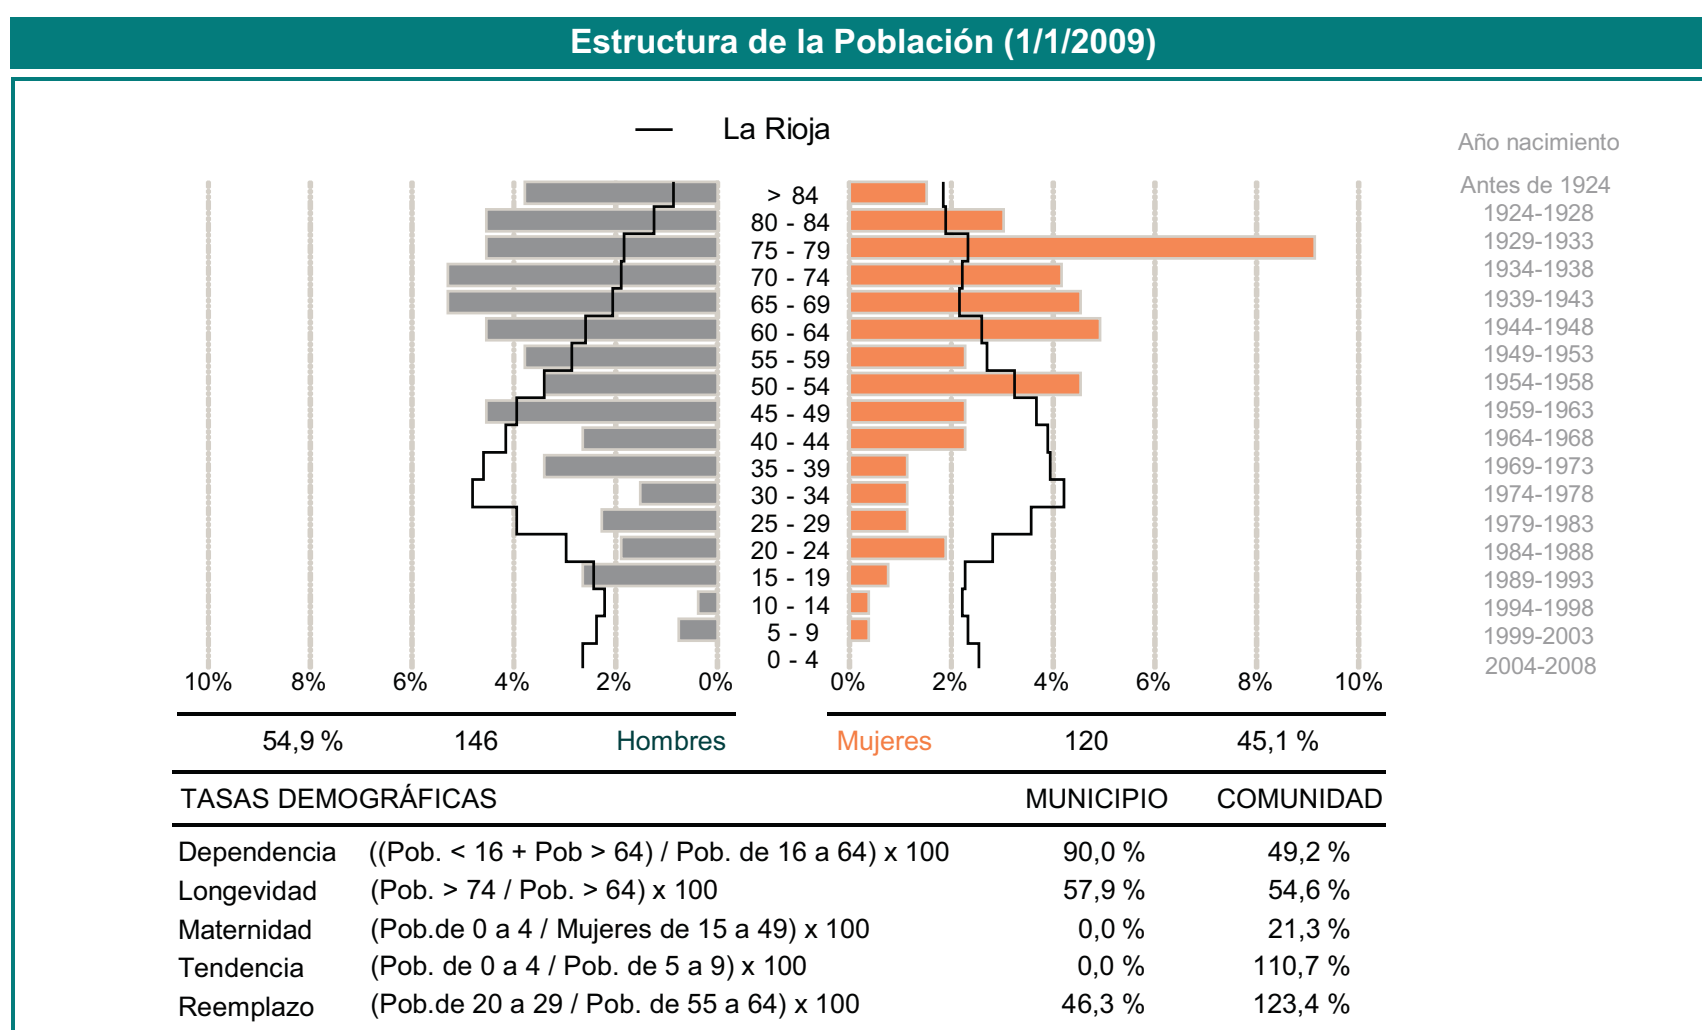 Estructura de la Población (1/1/2009)
La Rioja
Año nacimiento
> 84 Antes de 1924
80 - 84 1924-1928
75 - 79 1929-1933
70 - 74 1934-1938
65 - 69 1939-1943
60 - 64 1944-1948
55 - 59 1949-1953
50 - 54 1954-1958
45 - 49 1959-1963
40 - 44 1964-1968
35 - 39 1969-1973
30 - 34 1974-1978
25 - 29 1979-1983
20 - 24 1984-1988
15 - 19 1989-1993
10 - 14 1994-1998
5 - 9 1999-2003
0 - 4 2004-2008
10% 8% 6% 4% 2% 0% 0% 2% 4% 6% 8% 10%
54,9 % 146 Hombres Mujeres 120 45,1 %
TASAS DEMOGRÁFICAS MUNICIPIO COMUNIDAD
Dependencia ((Pob. < 16 + Pob > 64) / Pob. de 16 a 64) x 100 90,0 % 49,2 %
Longevidad (Pob. > 74 / Pob. > 64) x 100 57,9 % 54,6 %
Maternidad (Pob.de 0 a 4 / Mujeres de 15 a 49) x 100 0,0 % 21,3 %
Tendencia (Pob. de 0 a 4 / Pob. de 5 a 9) x 100 0,0 % 110,7 %
Reemplazo (Pob.de 20 a 29 / Pob. de 55 a 64) x 100 46,3 % 123,4 %